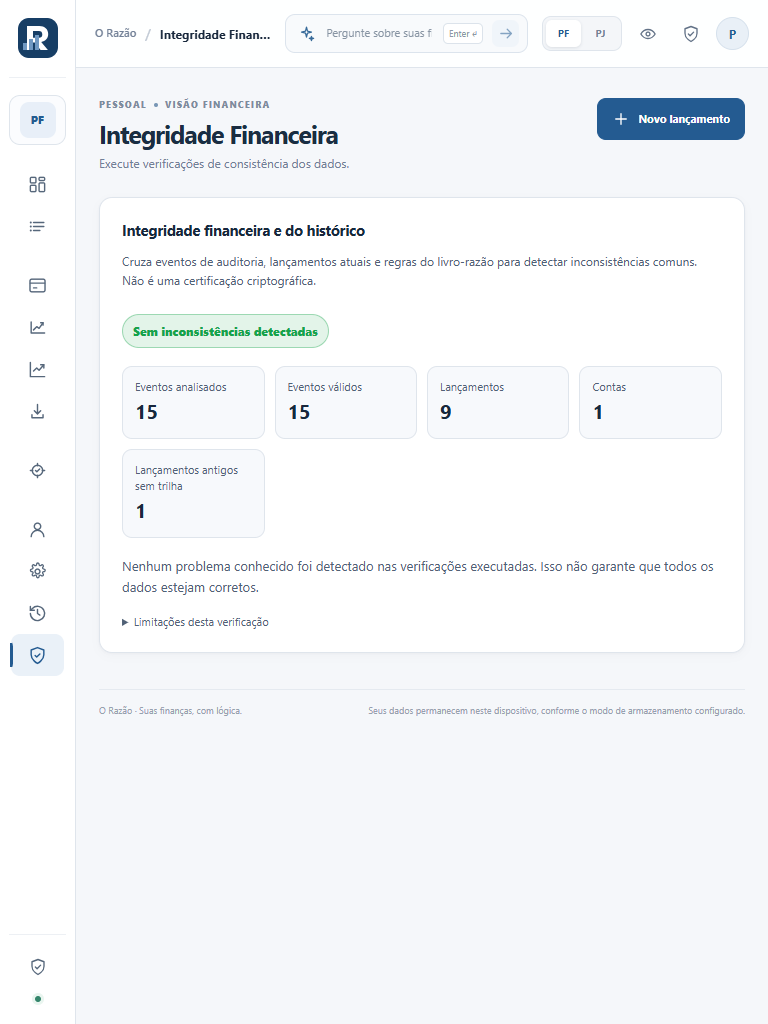 R
O Razão / Integridade Finan...
Pergunte sobre suas f
Enter ↵
PF
PJ
P
PF
PESSOAL • VISÃO FINANCEIRA
Integridade Financeira
Execute verificações de consistência dos dados.
+ Novo lançamento
Integridade financeira e do histórico
Cruza eventos de auditoria, lançamentos atuais e regras do livro-razão para detectar inconsistências comuns.
Não é uma certificação criptográfica.
Sem inconsistências detectadas
Eventos analisados
15
Eventos válidos
15
Lançamentos
9
Contas
1
Lançamentos antigos
sem trilha
1
Nenhum problema conhecido foi detectado nas verificações executadas. Isso não garante que todos os
dados estejam corretos.
▶ Limitações desta verificação
O Razão · Suas finanças, com lógica.
Seus dados permanecem neste dispositivo, conforme o modo de armazenamento configurado.